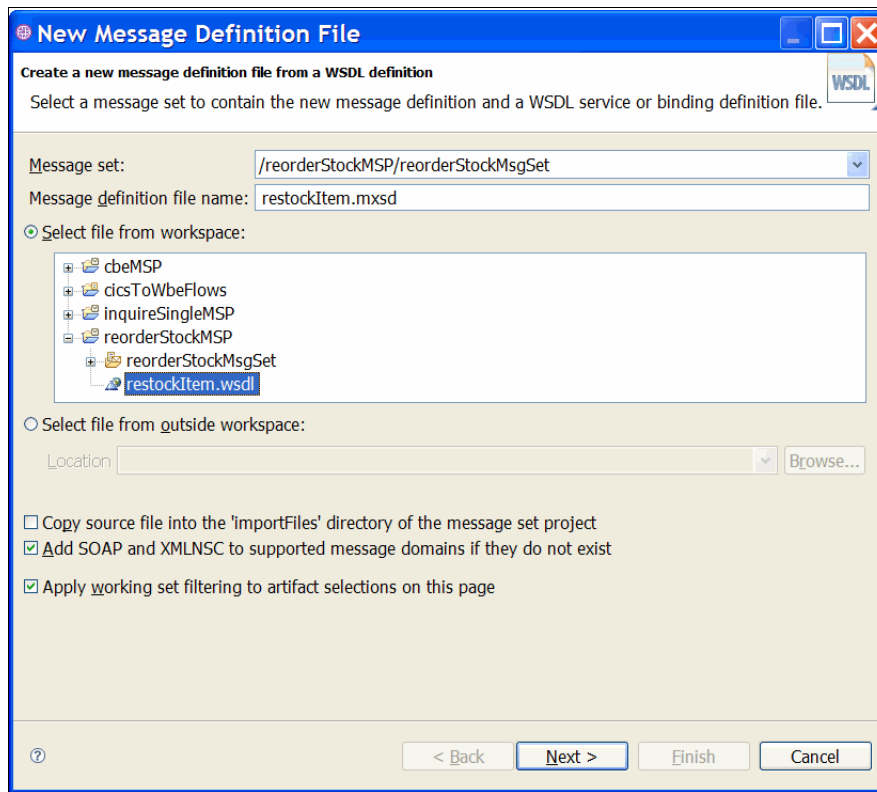 New Message Definition File
Create a new message definition file from a WSDL definition
WSDL
Select a message set to contain the new message definition and a WSDL service or binding definition file.
Message set: /reorderStockMSP/reorderStockMsgSet
Message definition file name: restockItem.mxsd
Select file from workspace:
cbeMSP
cicsToWbeFlows
inquireSingleMSP
reorderStockMSP
reorderStockMsgSet
restockItem.wsdl
Select file from outside workspace:
Location Browse...
Copy source file into the 'importFiles' directory of the message set project
Add SOAP and XMLNSC to supported message domains if they do not exist
Apply working set filtering to artifact selections on this page
? < Back Next > Finish Cancel